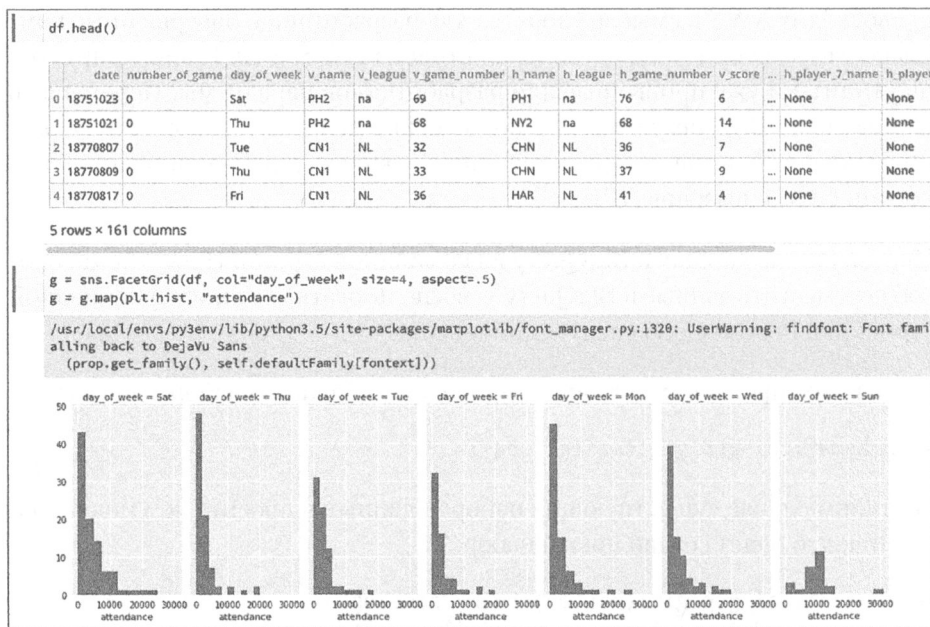 df.head()
date number_of_game day_of_week v_name v_league v_game_number h_name h_league h_game_number v_score ... h_player_7_name h_player
0 18751023 0 Sat PH2 na 69 PH1 na 76 6 ... None None
1 18751021 0 Thu PH2 na 68 NY2 na 68 14 ... None None
2 18770807 0 Tue CN1 NL 32 CHN NL 36 7 ... None None
3 18770809 0 Thu CN1 NL 33 CHN NL 37 9 ... None None
4 18770817 0 Fri CN1 NL 36 HAR NL 41 4 ... None None
5 rows × 161 columns
g = sns.FacetGrid(df, col="day_of_week", size=4, aspect=.5)
g = g.map(plt.hist, "attendance")
/usr/local/envs/py3env/lib/python3.5/site-packages/matplotlib/font_manager.py:1320: UserWarning: findfont: Font fami
alling back to DejaVu Sans
(prop.get_family(), self.defaultFamily[fontext]))
day_of_week = Sat day_of_week = Thu day_of_week = Tue day_of_week = Fri day_of_week = Mon day_of_week = Wed day_of_week = Sun
50
40
30
20
10
0
0 10000 20000 30000 0 10000 20000 30000 0 10000 20000 30000 0 10000 20000 30000 0 10000 20000 30000 0 10000 20000 30000 0 10000 20000 30000
attendance attendance attendance attendance attendance attendance attendance